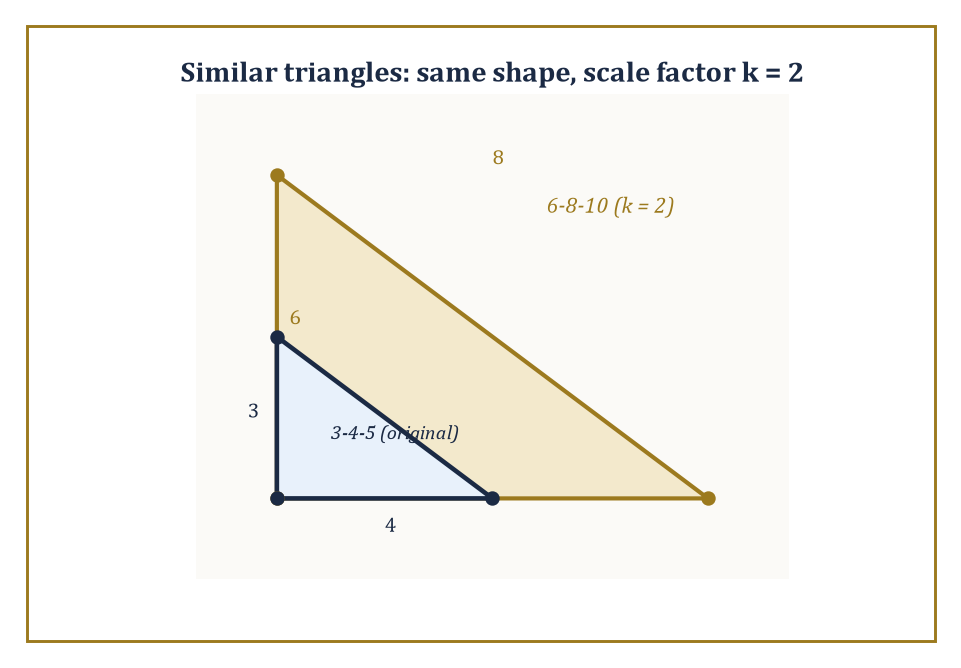 Similar triangles: same shape, scale factor k = 2
8
6-8-10 (k = 2)
6
3
3-4-5 (original)
4